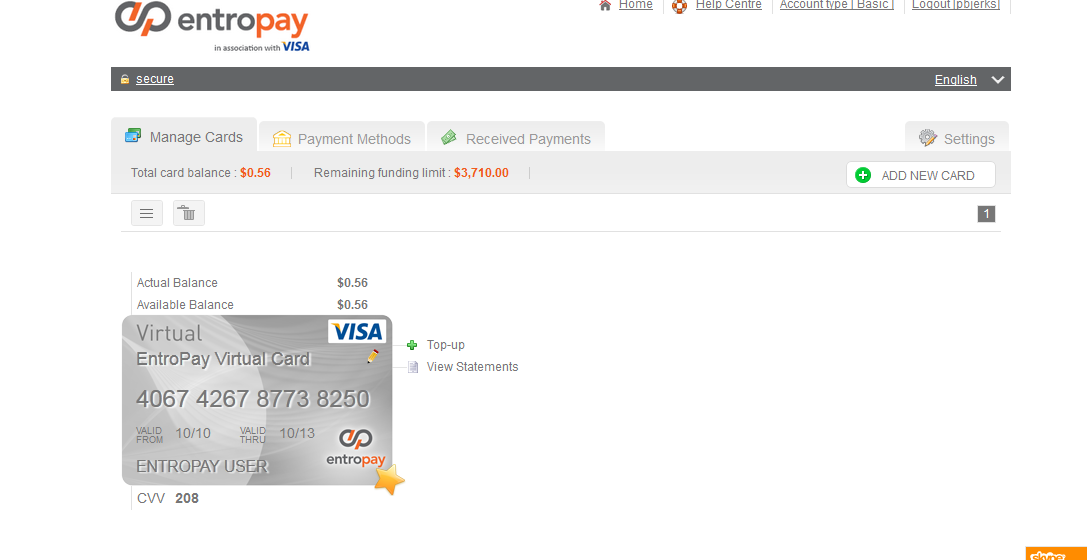 Home Help Centre Account type [ Basic ] Logout [pbjerks]
entropay
in association with VISA
secure English
Manage Cards Payment Methods Received Payments Settings
Total card balance : $0.56 Remaining funding limit : $3,710.00 ADD NEW CARD
1
Actual Balance $0.56
Available Balance $0.56
Virtual VISA
EntroPay Virtual Card
4067 4267 8773 8250
VALID FROM 10/10 VALID THRU 10/13
entropay
ENTROPAY USER
CVV 208
Top-up
View Statements